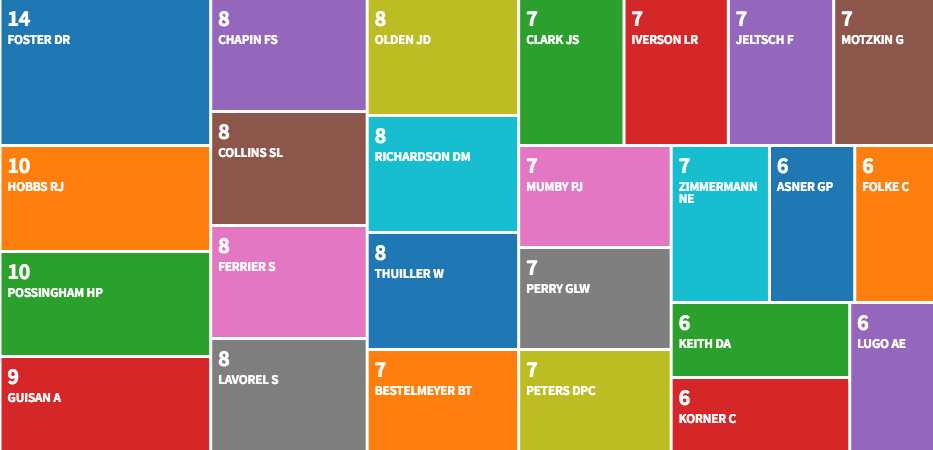 14
FOSTER DR
10
HOBBS RJ
10
POSSINGHAM HP
9
GUISAN A
8
CHAPIN FS
8
COLLINS SL
8
FERRIER S
8
LAVOREL S
8
OLDEN JD
8
RICHARDSON DM
8
THUILLER W
7
BESTELMEYER BT
7
CLARK JS
7
IVERSON LR
7
JELTSCH F
7
MOTZKIN G
7
MUMBY PJ
7
PERRY GLW
7
PETERS DPC
7
ZIMMERMANN
NE
6
ASNER GP
6
FOLKE C
6
KEITH DA
6
KORNER C
6
LUGO AE